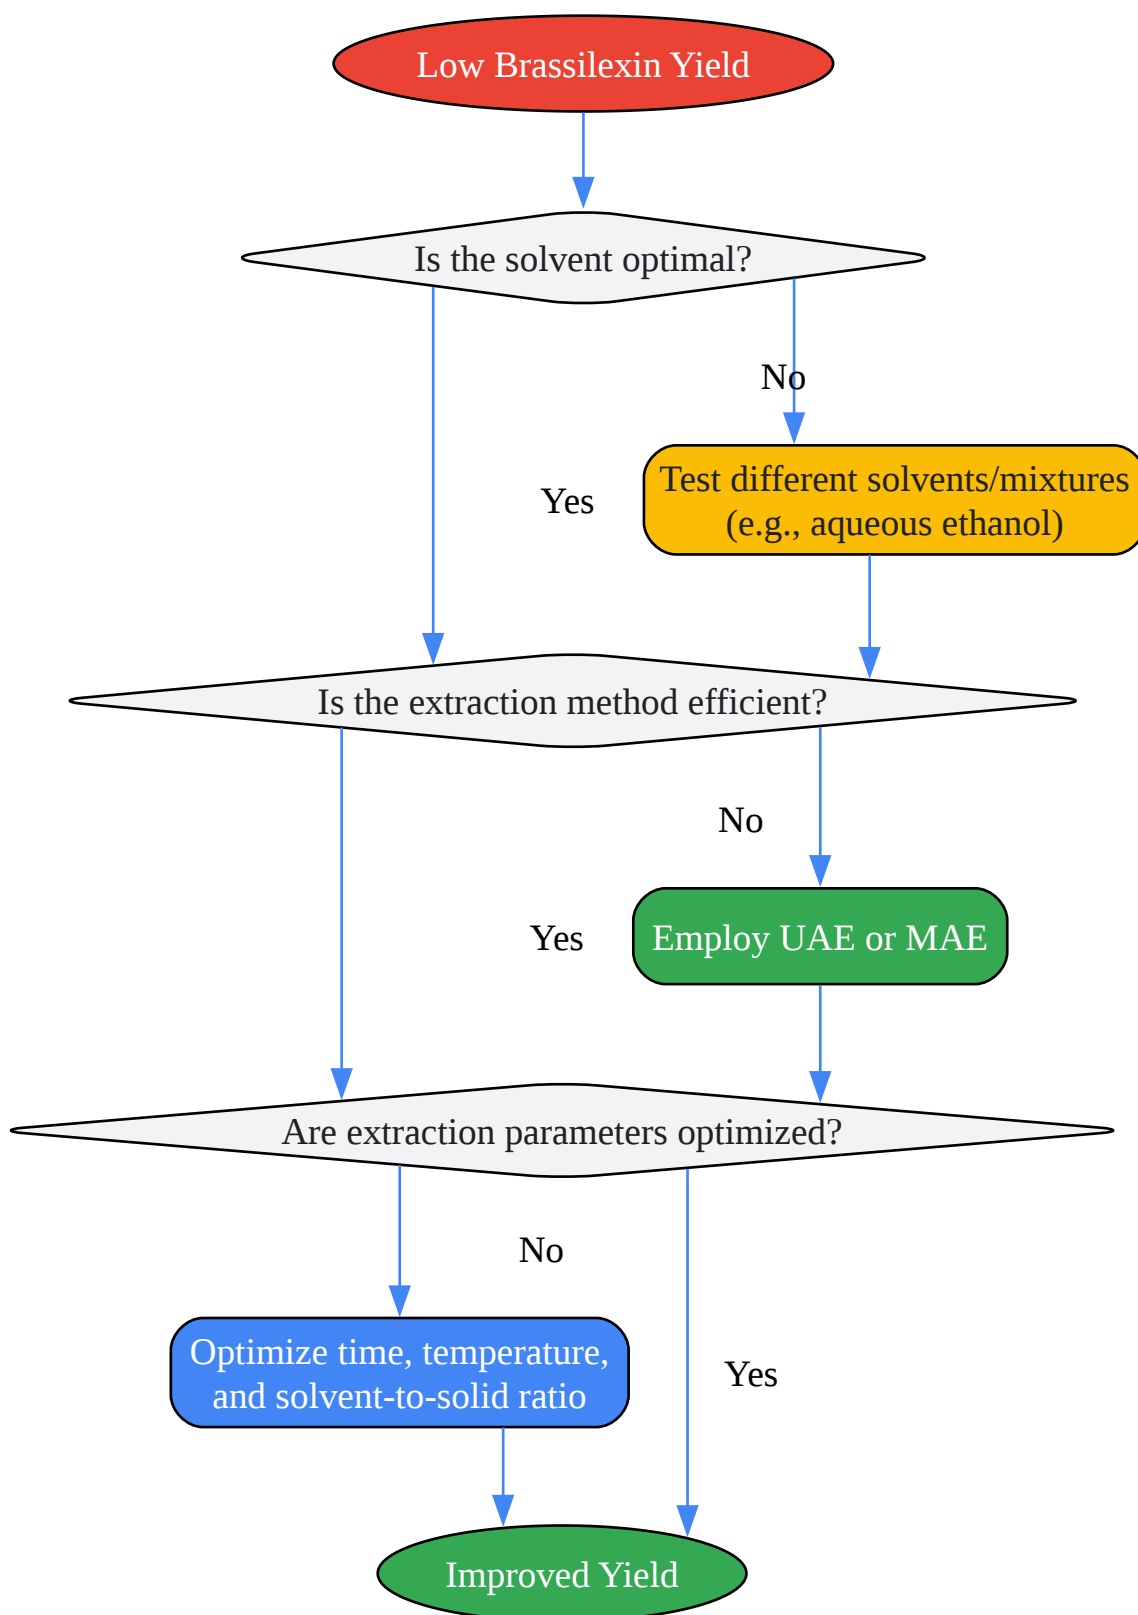 Low Brassilexin Yield
Is the solvent optimal?
No
Yes
Test different solvents/mixtures
(e.g., aqueous ethanol)
Is the extraction method efficient?
No
Yes
Employ UAE or MAE
Are extraction parameters optimized?
No
Optimize time, temperature,
and solvent-to-solid ratio
Yes
Improved Yield